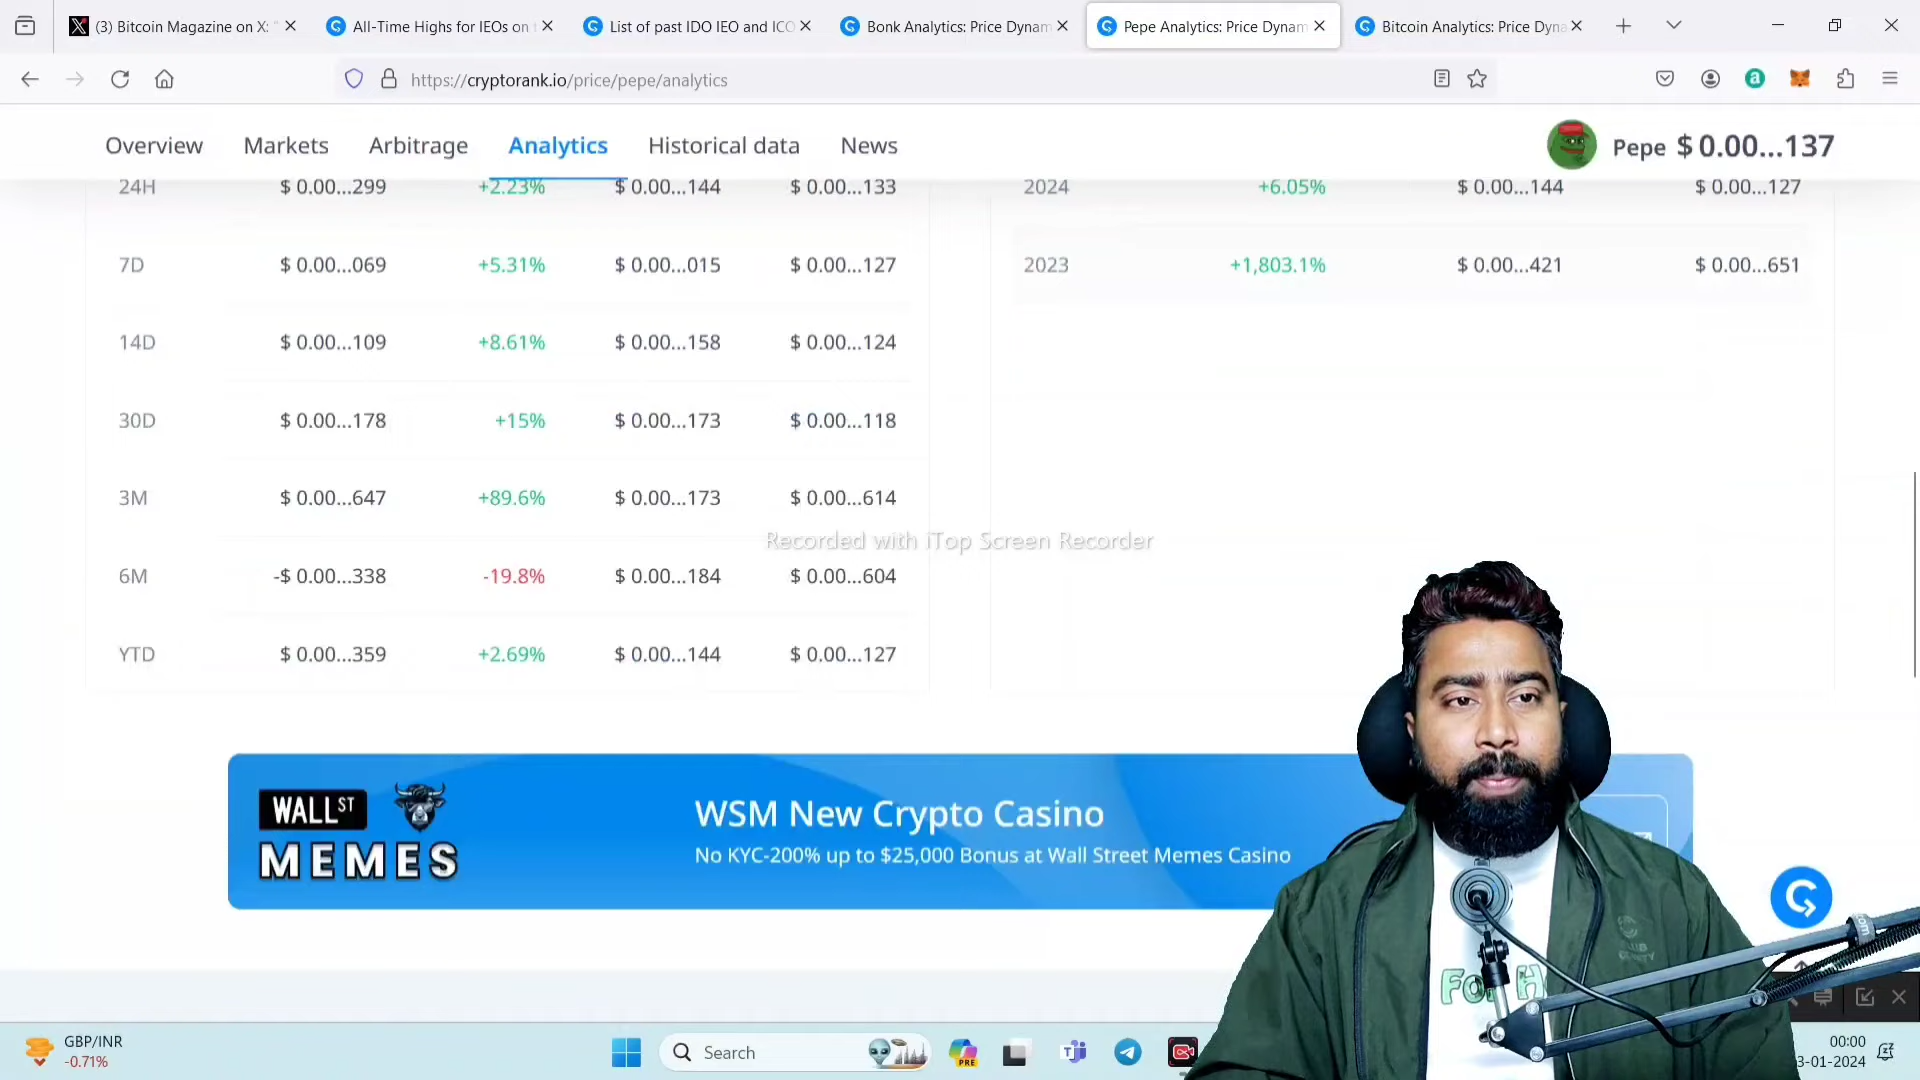 (3) Bitcoin Magazine on X: "
All-Time Highs for IEOs on t
List of past IDO IEO and ICO
Bonk Analytics: Price Dynam
Pepe Analytics: Price Dynam
Bitcoin Analytics: Price Dyna
https://cryptorank.io/price/pepe/analytics
Overview Markets Arbitrage Analytics Historical data News
Pepe $ 0.00...137
24H $ 0.00...299 +2.23% $ 0.00...144 $ 0.00...133
2024 +6.05% $ 0.00...144 $ 0.00...127
7D $ 0.00...069 +5.31% $ 0.00...015 $ 0.00...127
2023 +1,803.1% $ 0.00...421 $ 0.00...651
14D $ 0.00...109 +8.61% $ 0.00...158 $ 0.00...124
30D $ 0.00...178 +15% $ 0.00...173 $ 0.00...118
3M $ 0.00...647 +89.6% $ 0.00...173 $ 0.00...614
Recorded with iTop Screen Recorder
6M -$ 0.00...338 -19.8% $ 0.00...184 $ 0.00...604
YTD $ 0.00...359 +2.69% $ 0.00...144 $ 0.00...127
WALL ST
MEMES
WSM New Crypto Casino
No KYC-200% up to $25,000 Bonus at Wall Street Memes Casino
GBP/INR
-0.71%
Search
PRE
00:00
3-01-2024